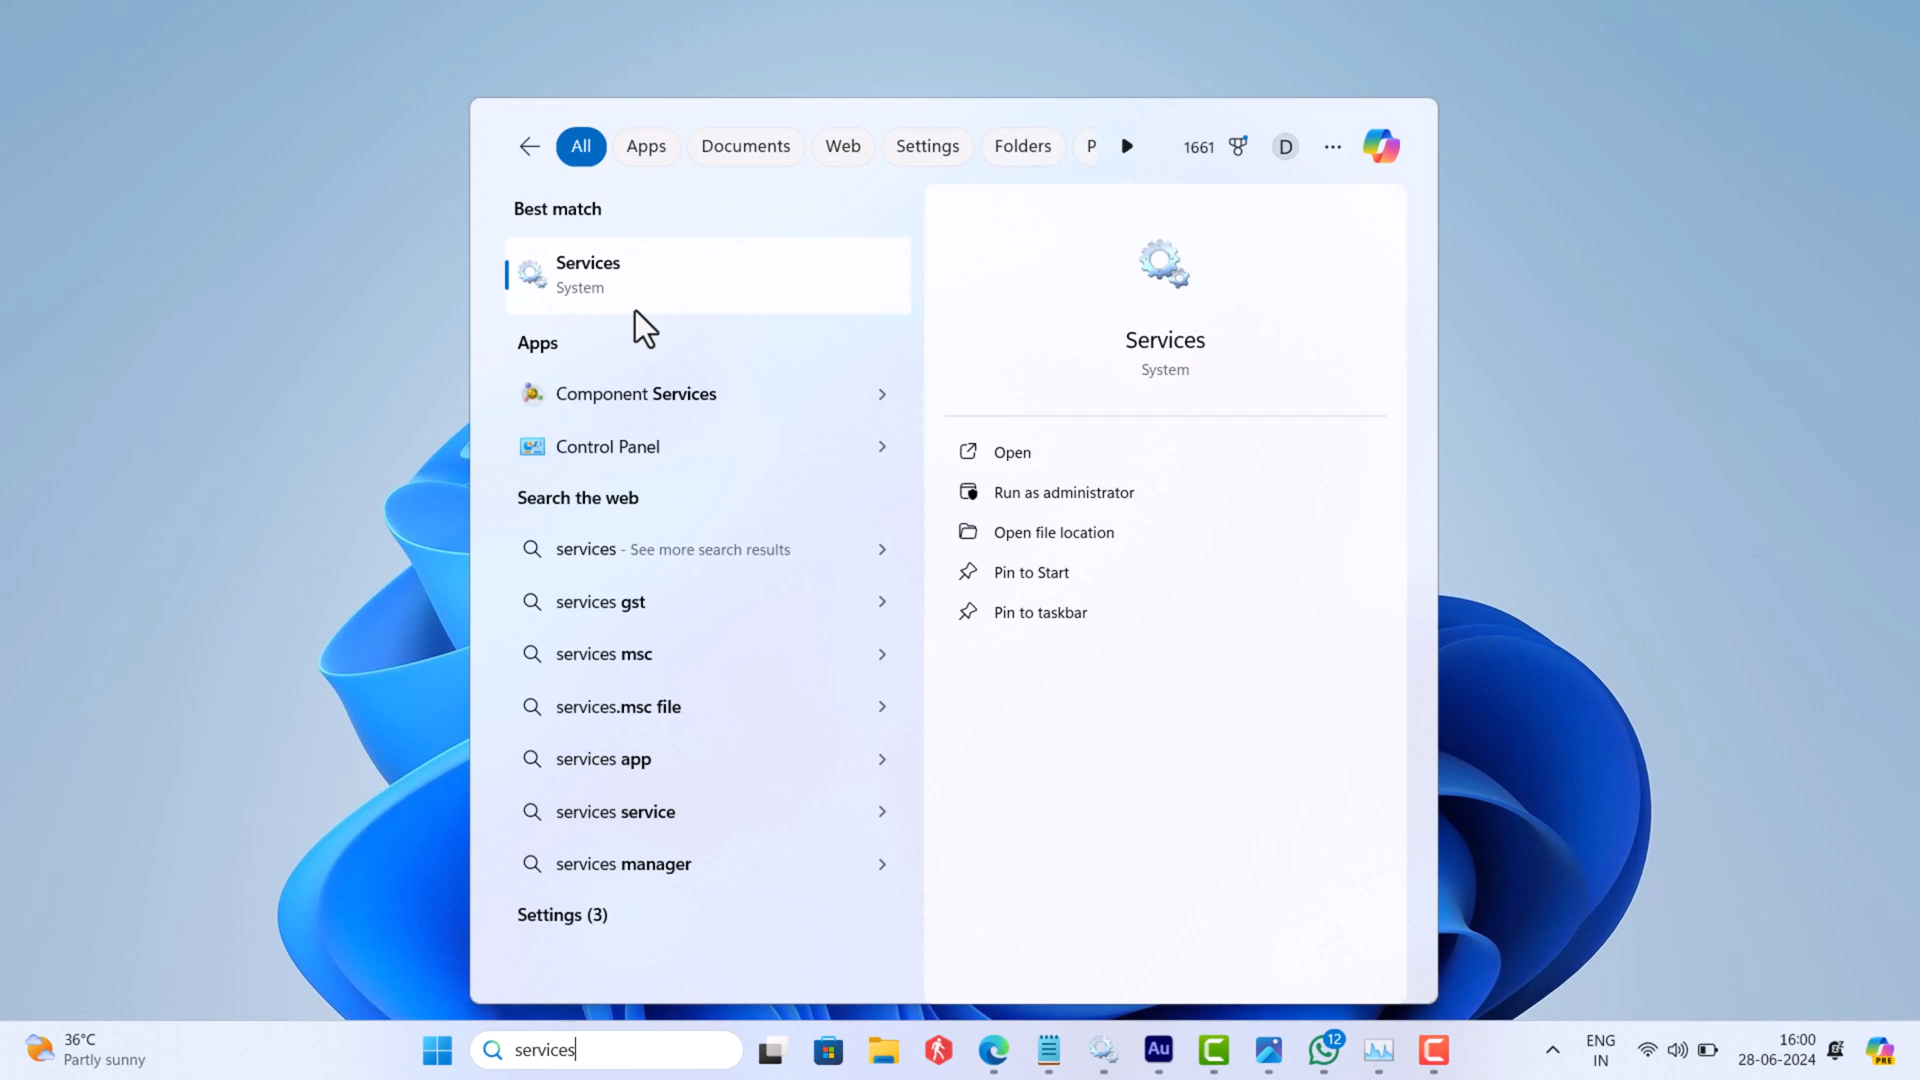 All
Apps
Documents
Web
Settings
Folders
P
1661
D
Best match
Services
System
Apps
Component Services
Control Panel
Search the web
services - See more search results
services gst
services msc
services.msc file
services app
services service
services manager
Settings (3)
Services
System
Open
Run as administrator
Open file location
Pin to Start
Pin to taskbar
36°C
Partly sunny
services
Au
12
ENG
IN
16:00
28-06-2024
PRE